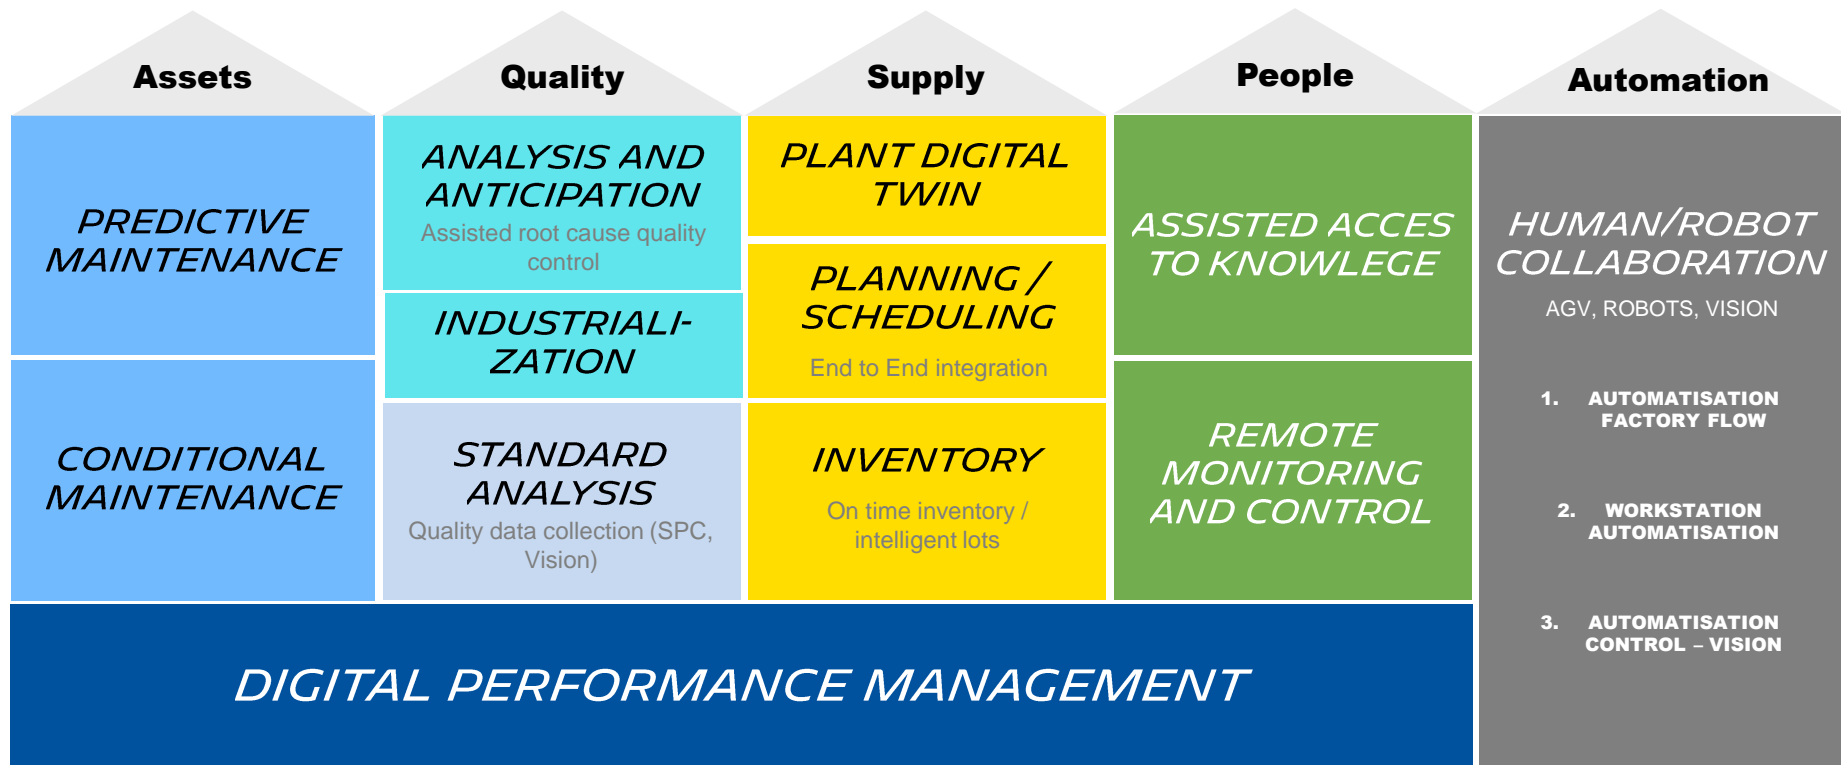 Assets
PREDICTIVE
MAINTENANCE
CONDITIONAL
MAINTENANCE
Quality
ANALYSIS AND
ANTICIPATION
Assisted root cause quality
control
INDUSTRIALI-
ZATION
STANDARD
ANALYSIS
Quality data collection (SPC,
Vision)
Supply
PLANT DIGITAL
TWIN
PLANNING /
SCHEDULING
End to End integration
INVENTORY
On time inventory /
intelligent lots
People
ASSISTED ACCES
TO KNOWLEGE
REMOTE
MONITORING
AND CONTROL
Automation
HUMAN/ROBOT
COLLABORATION
AGV, ROBOTS, VISION
1. AUTOMATISATION
FACTORY FLOW
2. WORKSTATION
AUTOMATISATION
3. AUTOMATISATION
CONTROL – VISION
DIGITAL PERFORMANCE MANAGEMENT